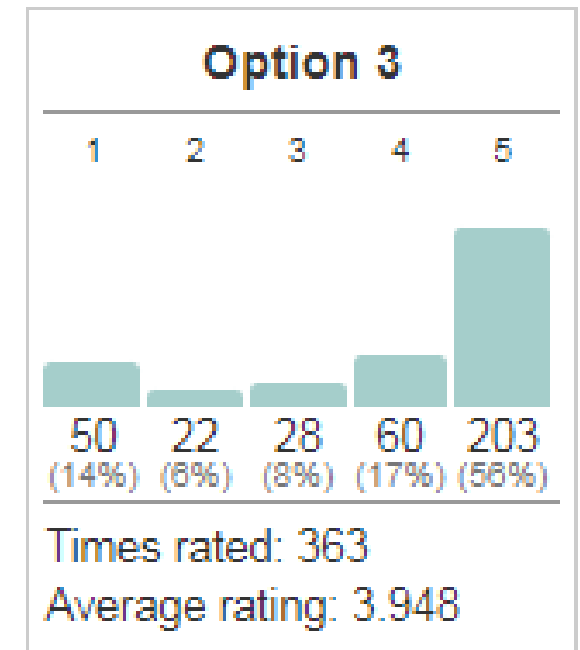 Option 3
1 2 3 4 5
50 22 28 60 203
(14%) (6%) (8%) (17%) (56%)
Times rated: 363
Average rating: 3.948